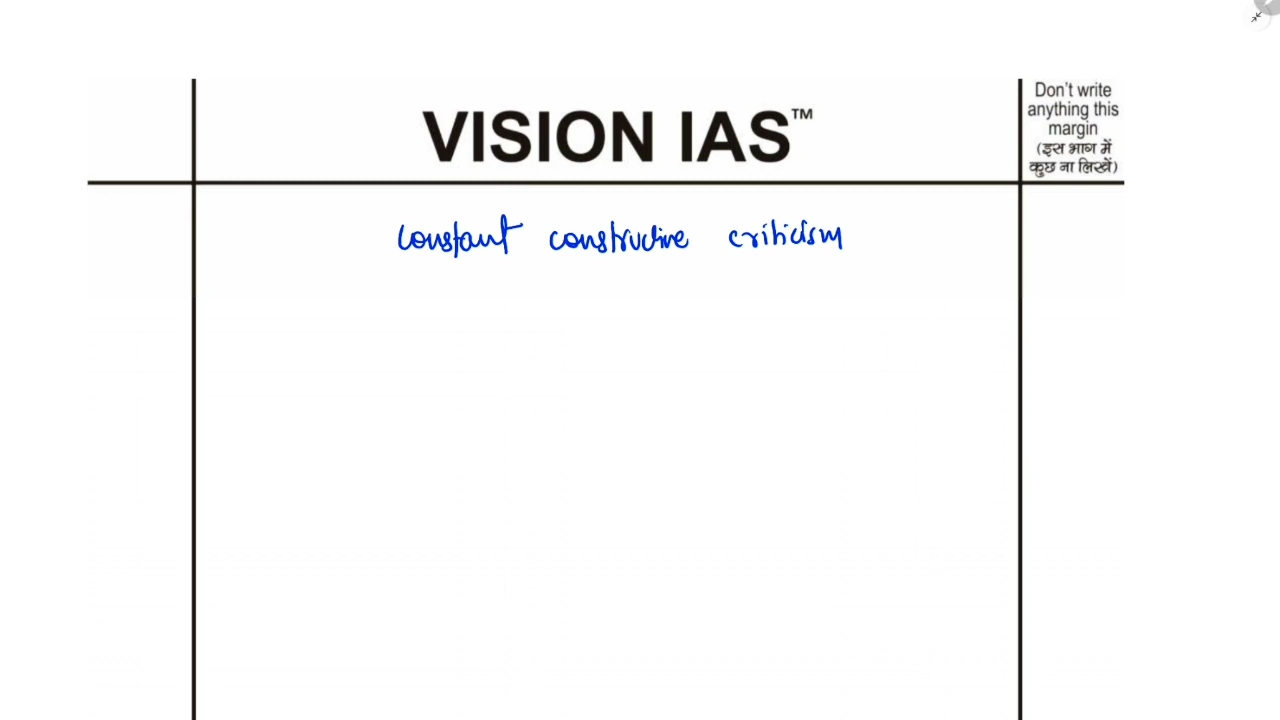 VISION IAS™
Don't write
anything this
margin
(इस भाग में
कुछ ना लिखें)
constant constructive criticism